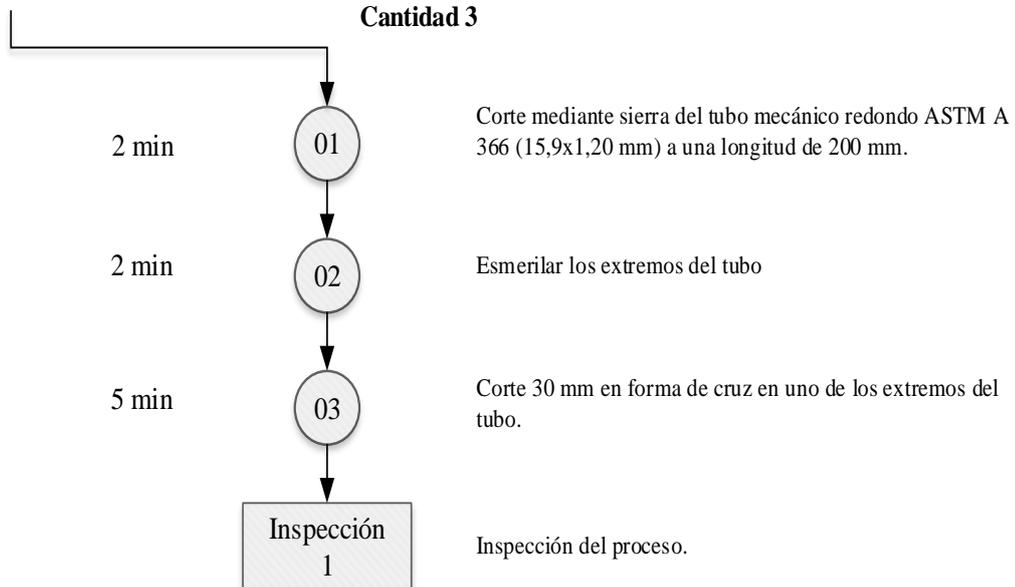 Cantidad 3
2 min
01
Corte mediante sierra del tubo mecánico redondo ASTM A
366 (15,9x1,20 mm) a una longitud de 200 mm.
2 min
02
Esmerilar los extremos del tubo
5 min
03
Corte 30 mm en forma de cruz en uno de los extremos del
tubo.
Inspección
1
Inspección del proceso.